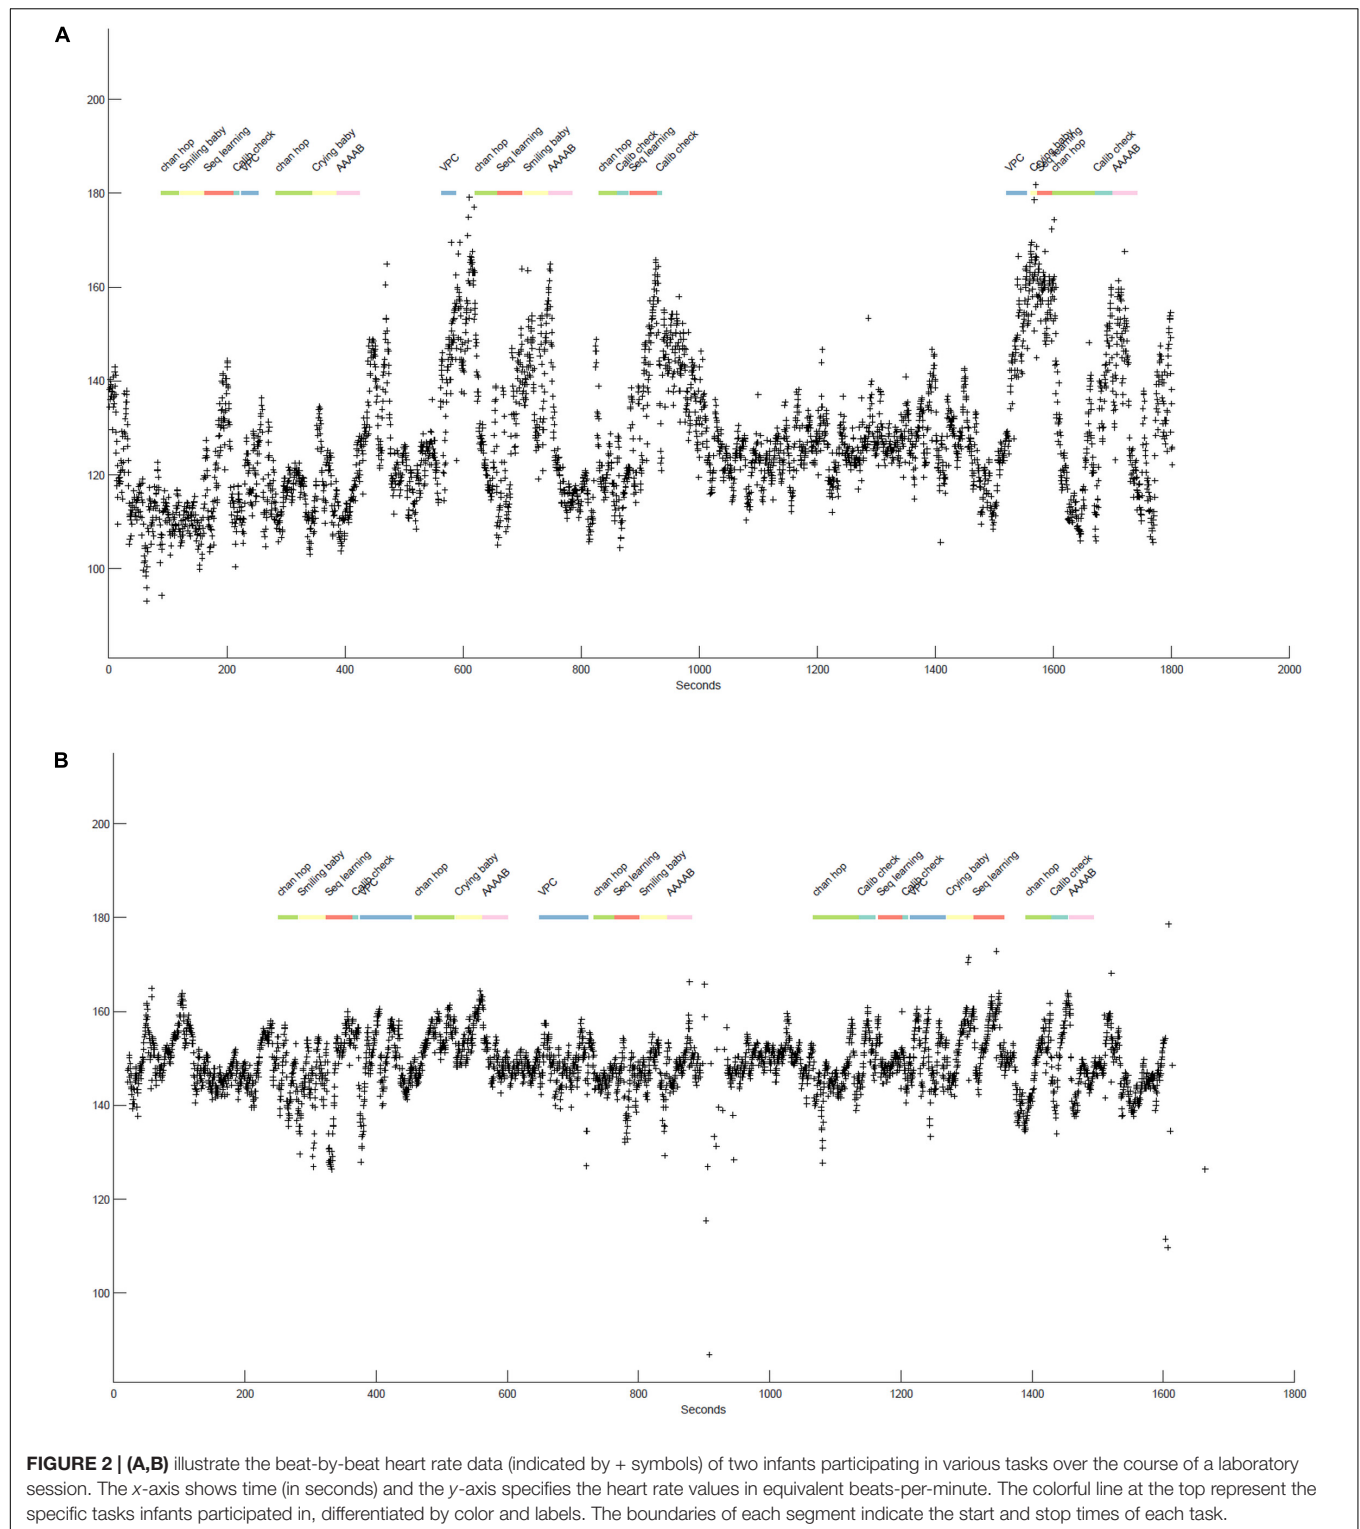 A
200
chan hop Smiling baby Seq learning Calib check VPC chan hop Crying baby AAAAB VPC chan hop Seq learning Smiling baby AAAAB chan hop Calib check Seq learning Calib check VPC Crying baby Seq learning chan hop Calib check AAAAB
180
160
140
120
100
0 200 400 600 800 1000 1200 1400 1600 1800 2000
Seconds
B
200
chan hop Smiling baby Seq learning Calib check VPC chan hop Crying baby AAAAB VPC chan hop Seq learning Smiling baby AAAAB chan hop Calib check Seq learning Calib check VPC Crying baby Seq learning chan hop Calib check AAAAB
180
160
140
120
100
0 200 400 600 800 1000 1200 1400 1600 1800
Seconds
FIGURE 2 | (A,B) illustrate the beat-by-beat heart rate data (indicated by + symbols) of two infants participating in various tasks over the course of a laboratory
session. The x-axis shows time (in seconds) and the y-axis specifies the heart rate values in equivalent beats-per-minute. The colorful line at the top represent the
specific tasks infants participated in, differentiated by color and labels. The boundaries of each segment indicate the start and stop times of each task.